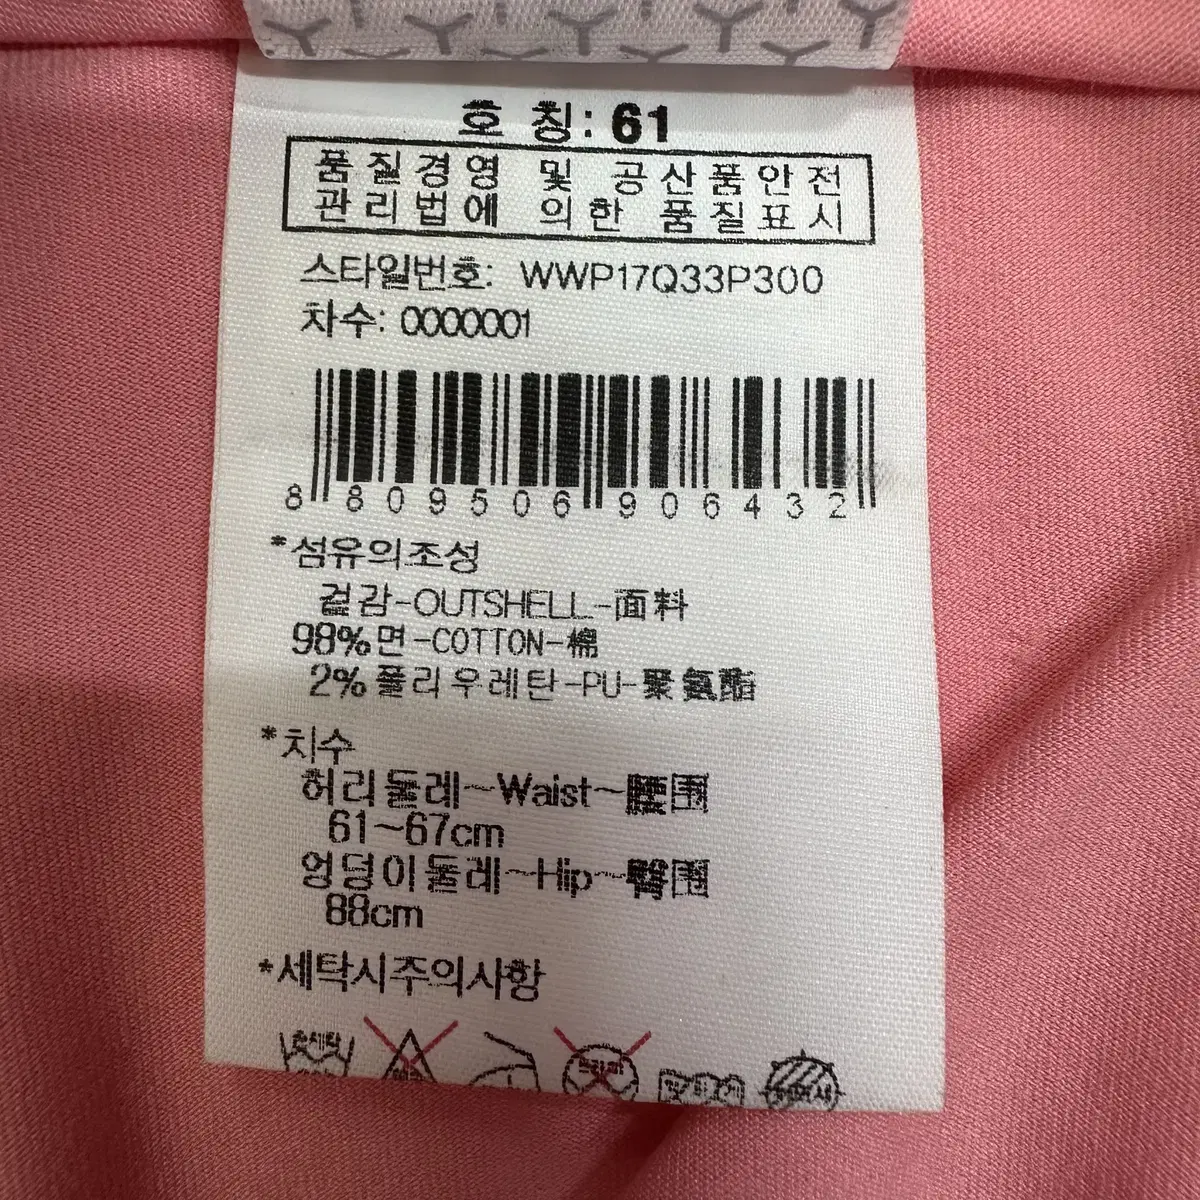 호 칭: 61
품질경영 및 공산품안전
관리법에 의한 품질표시
스타일번호: WWP17Q33P300
차수: 0000001
8 809506 906432
*섬유의조성
겉감-OUTSHELL-面料
98%면-COTTON-棉
2%폴리우레탄-PU-聚氨酯
*치수
허리둘레~Waist~腰围
61~67cm
엉덩이둘레~Hip~臀围
88cm
*세탁시주의사항
손세탁